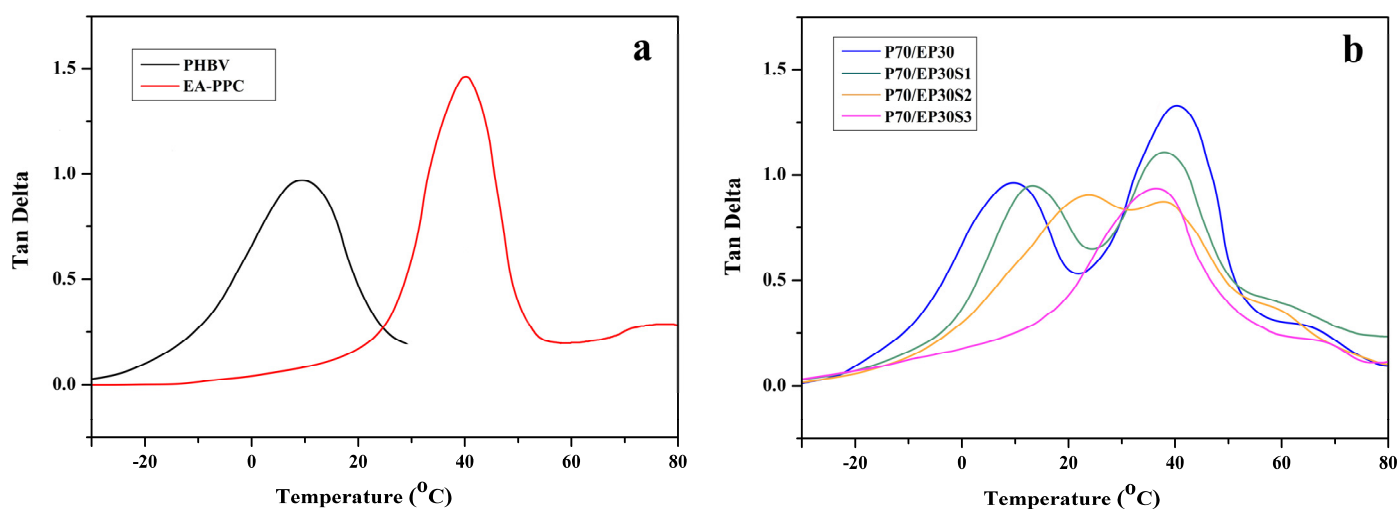 a
PHBV
EA-PPC
1.5
1.0
0.5
0.0
Tan Delta
-20 0 20 40 60 80
Temperature (°C)
b
P70/EP30
P70/EP30S1
P70/EP30S2
P70/EP30S3
1.5
1.0
0.5
0.0
Tan Delta
-20 0 20 40 60 80
Temperature (°C)